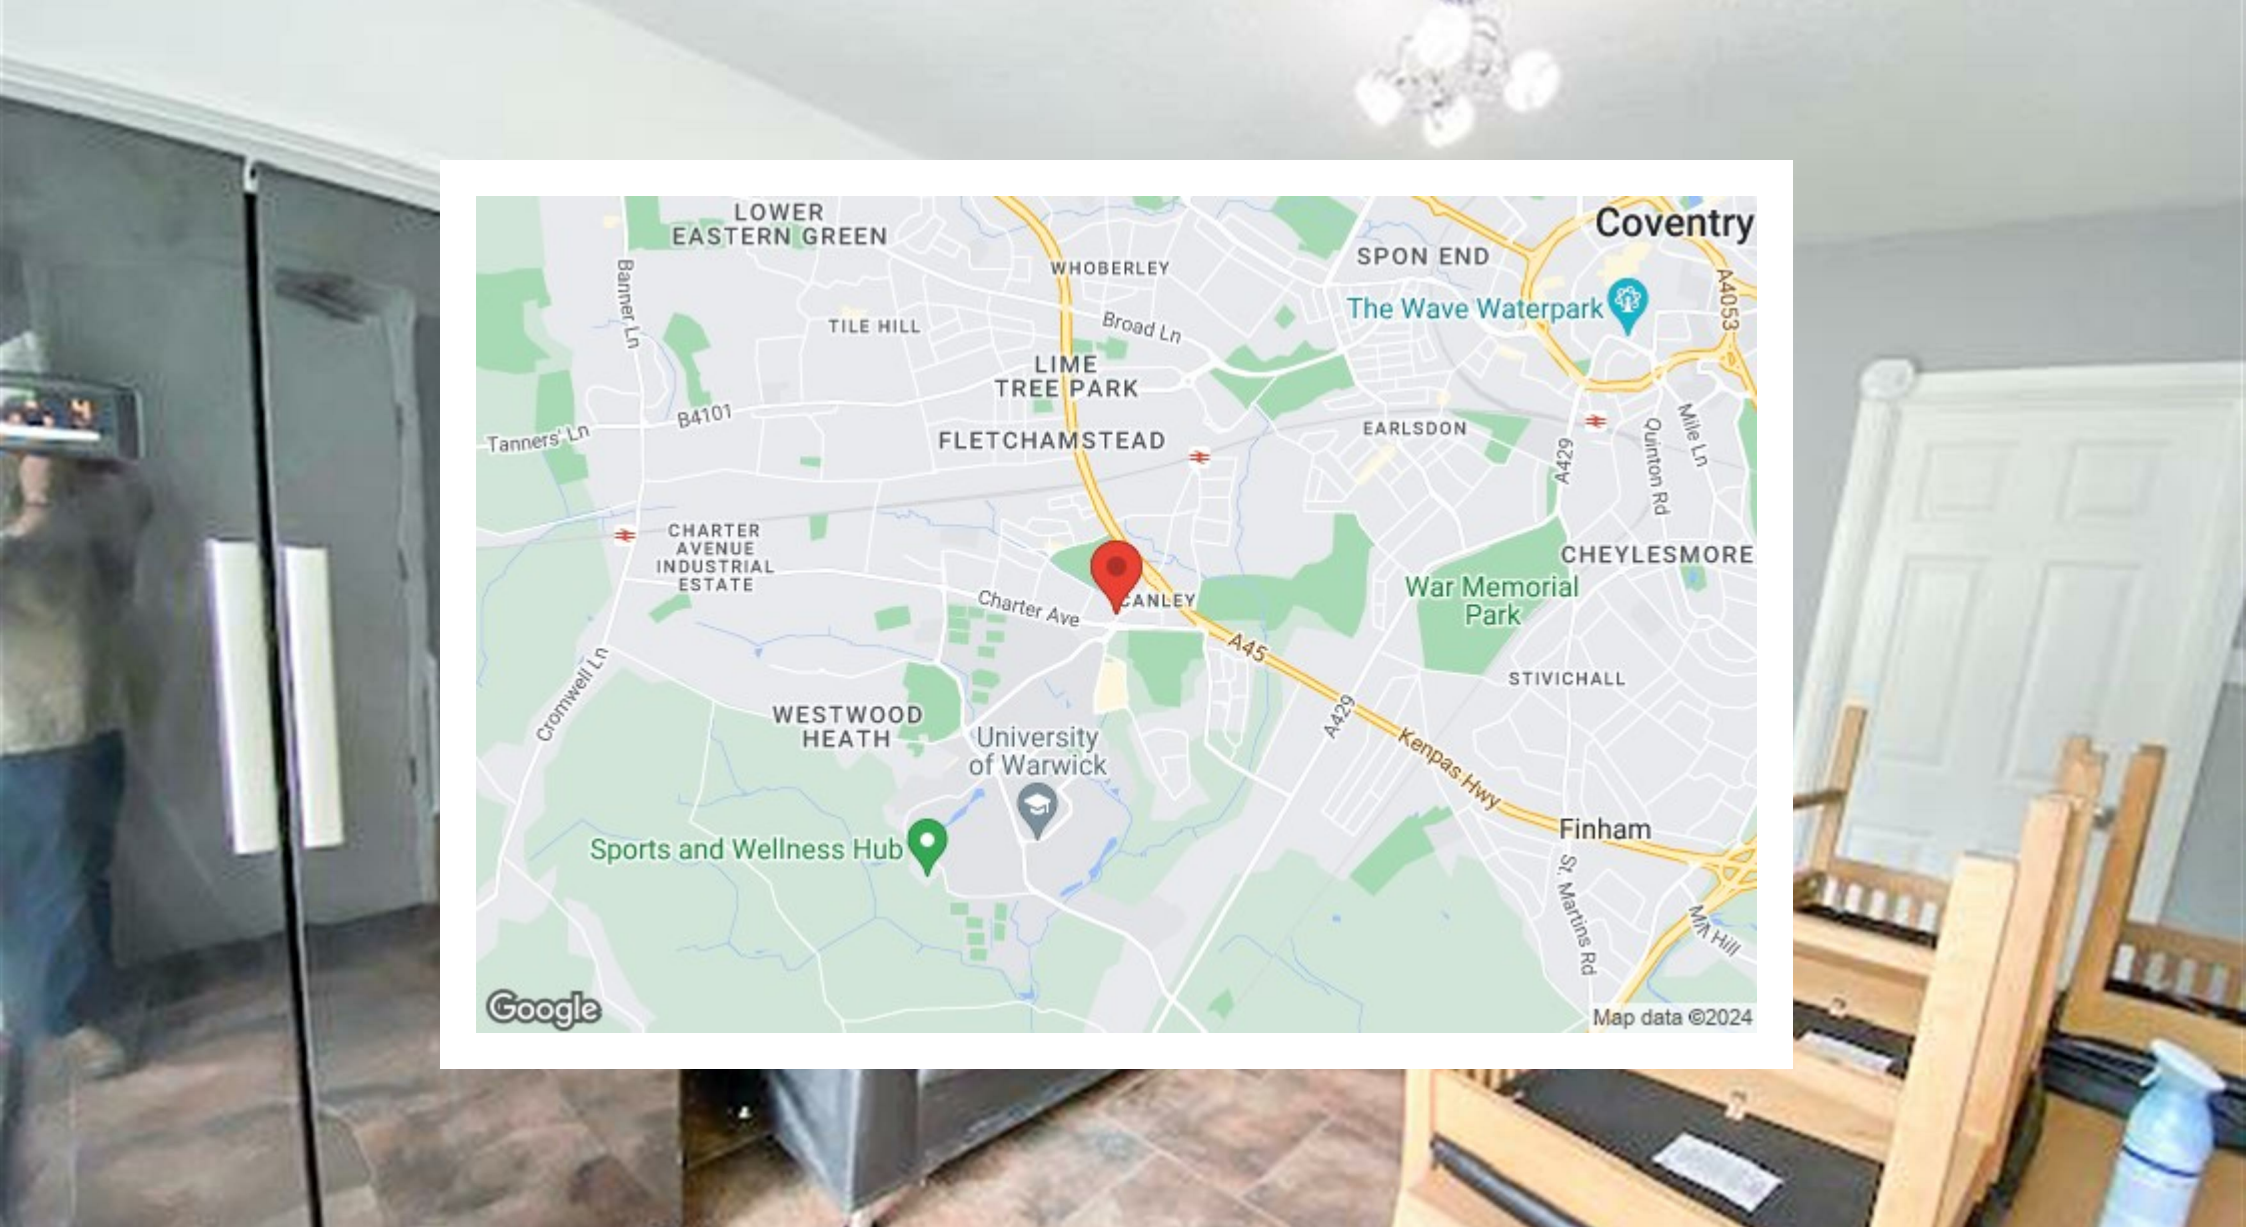 LOWER
EASTERN GREEN
Coventry
WHOBERLEY
SPON END
Banner Ln
The Wave Waterpark
A4053
TILE HILL
Broad Ln
LIME
TREE PARK
B4101
Tanners' Ln
FLETCHAMSTEAD
EARLSDON
A429
Quinton Rd
Mile Ln
CHARTER
AVENUE
INDUSTRIAL
ESTATE
CHEYLESMORE
War Memorial
Park
Charter Ave
CANLEY
A45
Cromwell Ln
STIVICHALL
WESTWOOD
HEATH
A429
University
of Warwick
Kenpas Hwy
Finham
Sports and Wellness Hub
St. Martins Rd
Hill
Google
Map data ©2024